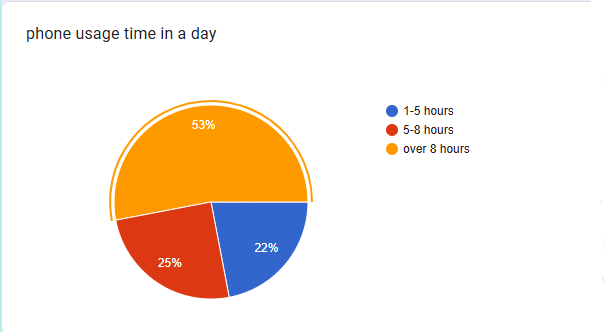 phone usage time in a day
53%
1-5 hours
5-8 hours
over 8 hours
22%
25%